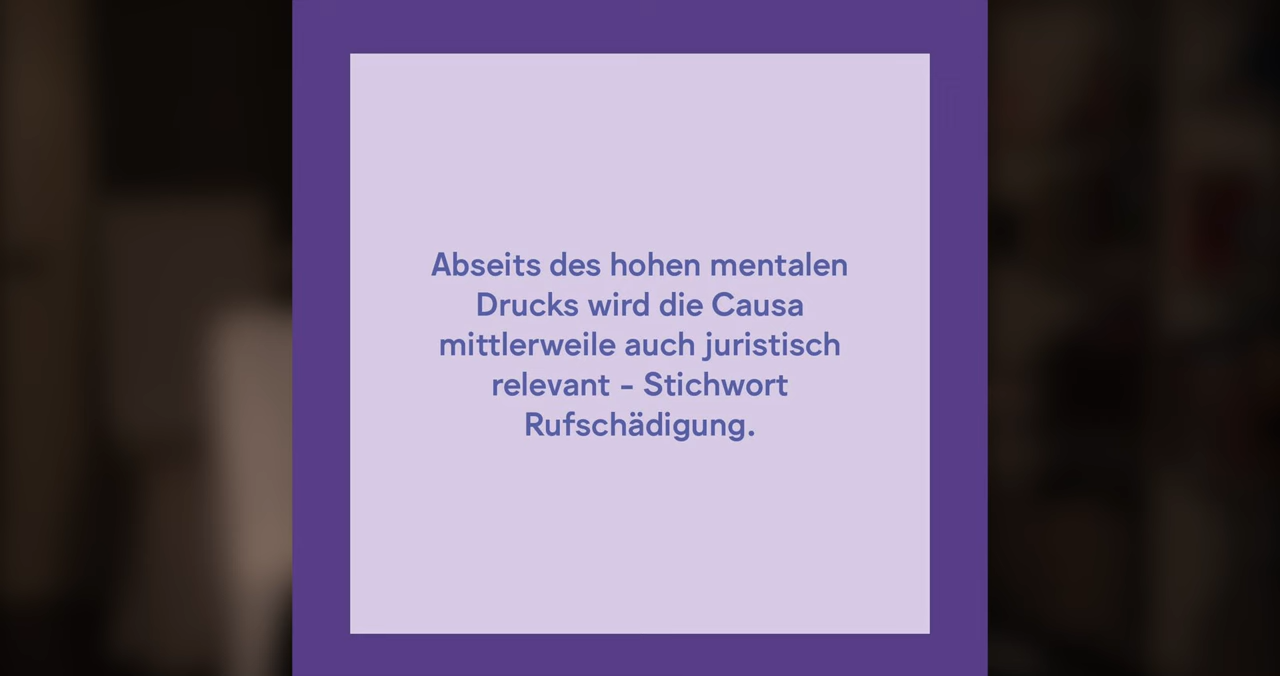 Abseits des hohen mentalen
Drucks wird die Causa
mittlerweile auch juristisch
relevant - Stichwort
Rufschädigung.